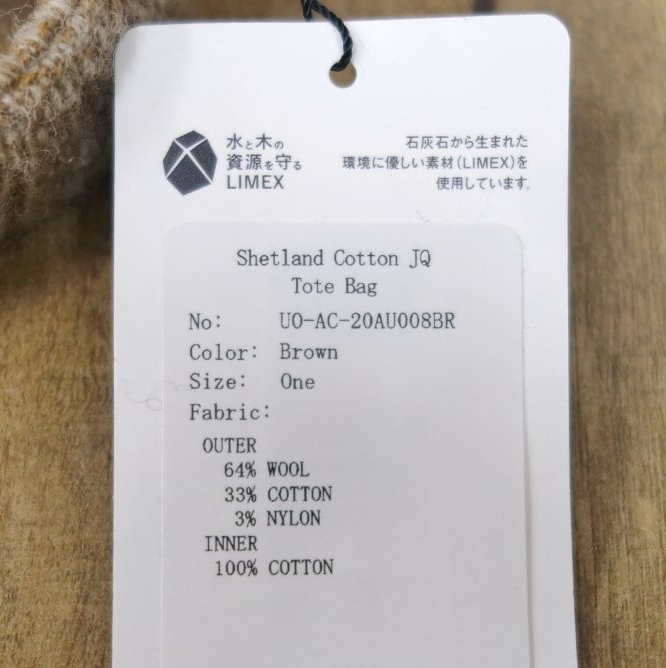 水と木の
資源を守る
LIMEX
石灰石から生まれた
環境に優しい素材(LIMEX)を
使用しています。
Shetland Cotton JQ
Tote Bag
No: UO-AC-20AU008BR
Color: Brown
Size: One
Fabric:
OUTER
64% WOOL
33% COTTON
3% NYLON
INNER
100% COTTON